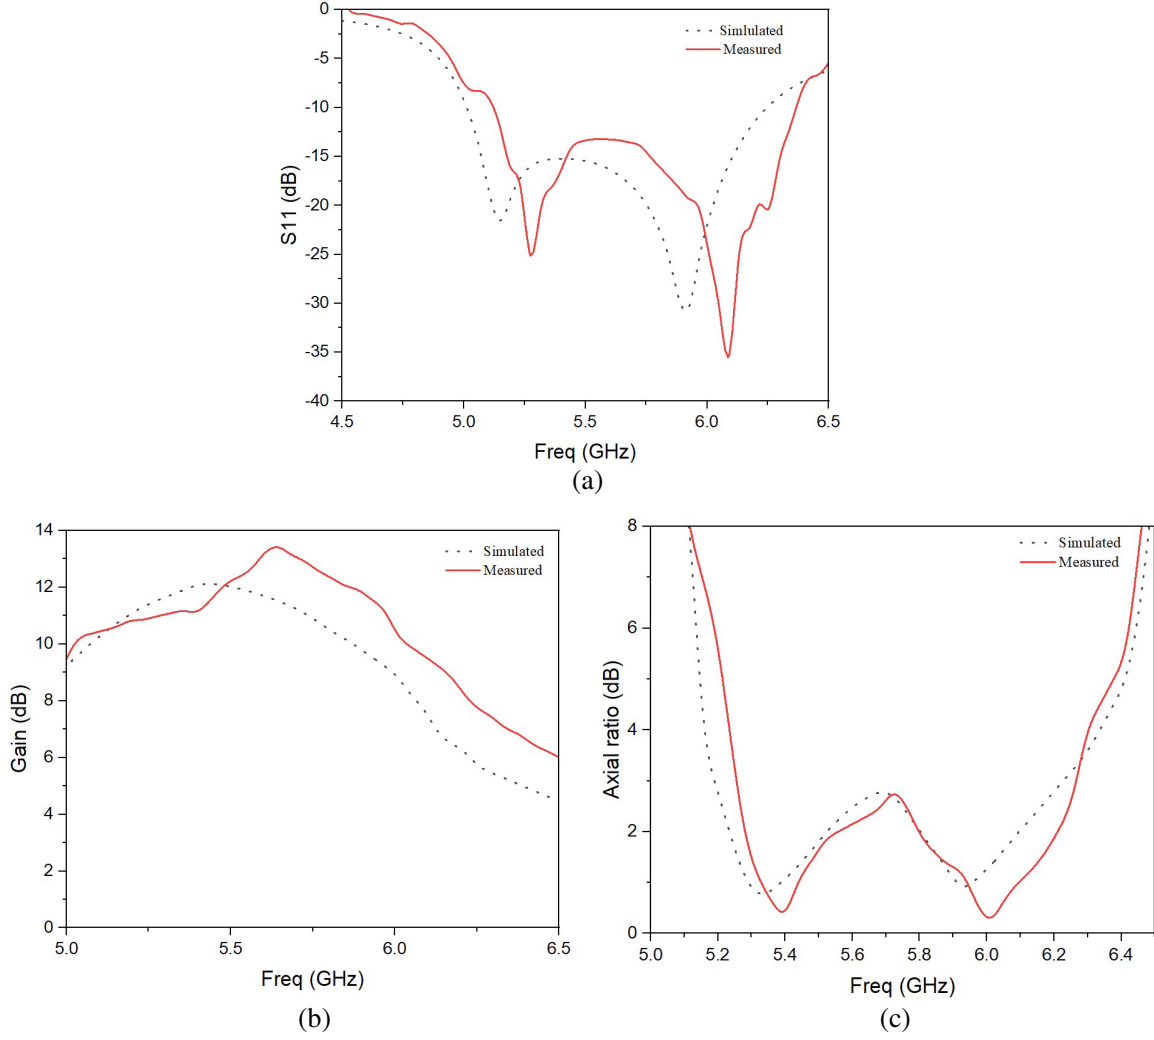 0
-5
-10
-15
-20
-25
-30
-35
-40
S11 (dB)
Simlulated
Measured
4.5 5.0 5.5 6.0 6.5
Freq (GHz)
(a)
14
12
10
8
6
4
2
0
Gain (dB)
Simulated
Measured
5.0 5.5 6.0 6.5
Freq (GHz)
(b)
8
6
4
2
0
Axial ratio (dB)
Simulated
Measured
5.0 5.2 5.4 5.6 5.8 6.0 6.2 6.4
Freq (GHz)
(c)